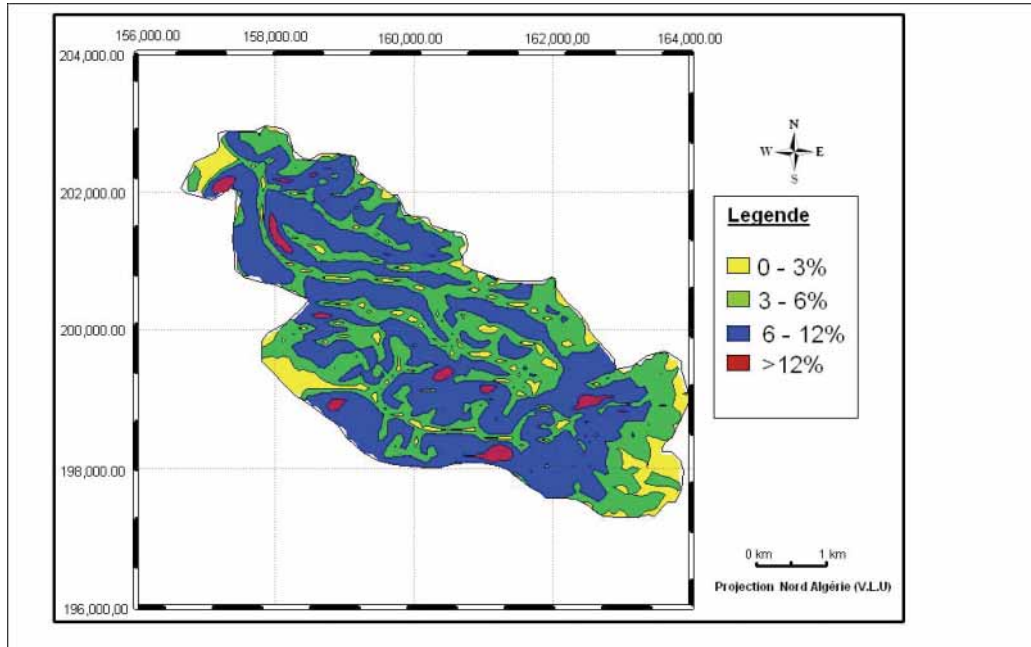 156,000.00 158,000.00 160,000.00 162,000,00 164,000.00
204,000.00
202,000.00
200,000.00
198,000.00
196,000,00
N
W E
S
Legende
0 - 3%
3 - 6%
6 - 12%
>12%
0 km 1 km
Projection Nord Algérie (V.L.U)